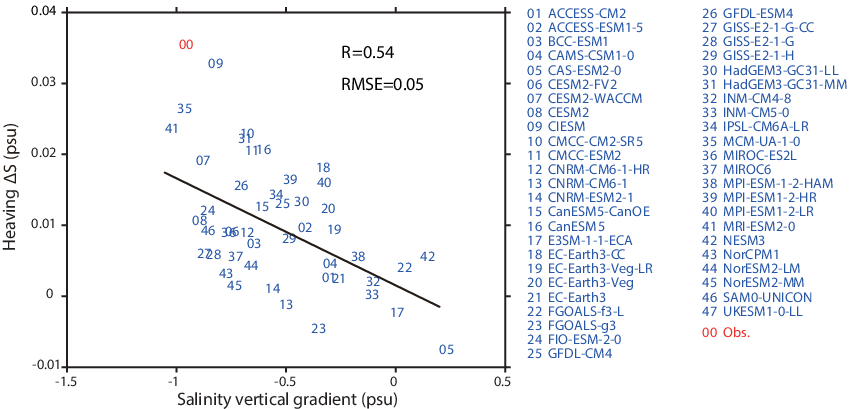 0.04
0.03
0.02
0.01
0
-0.01
Heaving ΔS (psu)
-1.5
-1
-0.5
0
0.5
Salinity vertical gradient (psu)
R=0.54
RMSE=0.05
00
09
35
41
10
31
11
16
07
18
39
40
26
34
15
25
30
20
24
08
46
36
06
12
03
02
19
29
27
28
37
44
43
45
14
13
38
04
01
21
32
33
42
05
17
23
05
01 ACCESS-CM2
02 ACCESS-ESM1-5
03 BCC-ESM1
04 CAMS-CSM1-0
05 CAS-ESM2-0
06 CESM2-FV2
07 CESM2-WACCM
08 CESM2
09 CIESM
10 CMCC-CM2-SR5
11 CMCC-ESM2
12 CNRM-CM6-1-HR
13 CNRM-CM6-1
14 CNRM-ESM2-1
15 CanESM5-CanOE
16 CanESM5
17 E3SM-1-1-ECA
18 EC-Earth3-CC
19 EC-Earth3-Veg-LR
20 EC-Earth3-Veg
21 EC-Earth3
22 FGOALS-f3-L
23 FGOALS-g3
24 FIO-ESM-2-0
25 GFDL-CM4
26 GFDL-ESM4
27 GISS-E2-1-G-CC
28 GISS-E2-1-G
29 GISS-E2-1-H
30 HadGEM3-GC31-LL
31 HadGEM3-GC31-MM
32 INM-CM4-8
33 INM-CM5-0
34 IPSL-CM6A-LR
35 MCM-UA-1-0
36 MIROC-ES2L
37 MIROC6
38 MPI-ESM-1-2-HAM
39 MPI-ESM1-2-HR
40 MPI-ESM1-2-LR
41 MRI-ESM2-0
42 NESM3
43 NorCPM1
44 NorESM2-LM
45 NorESM2-MM
46 SAM0-UNICON
47 UKESM1-0-LL
00 Obs.